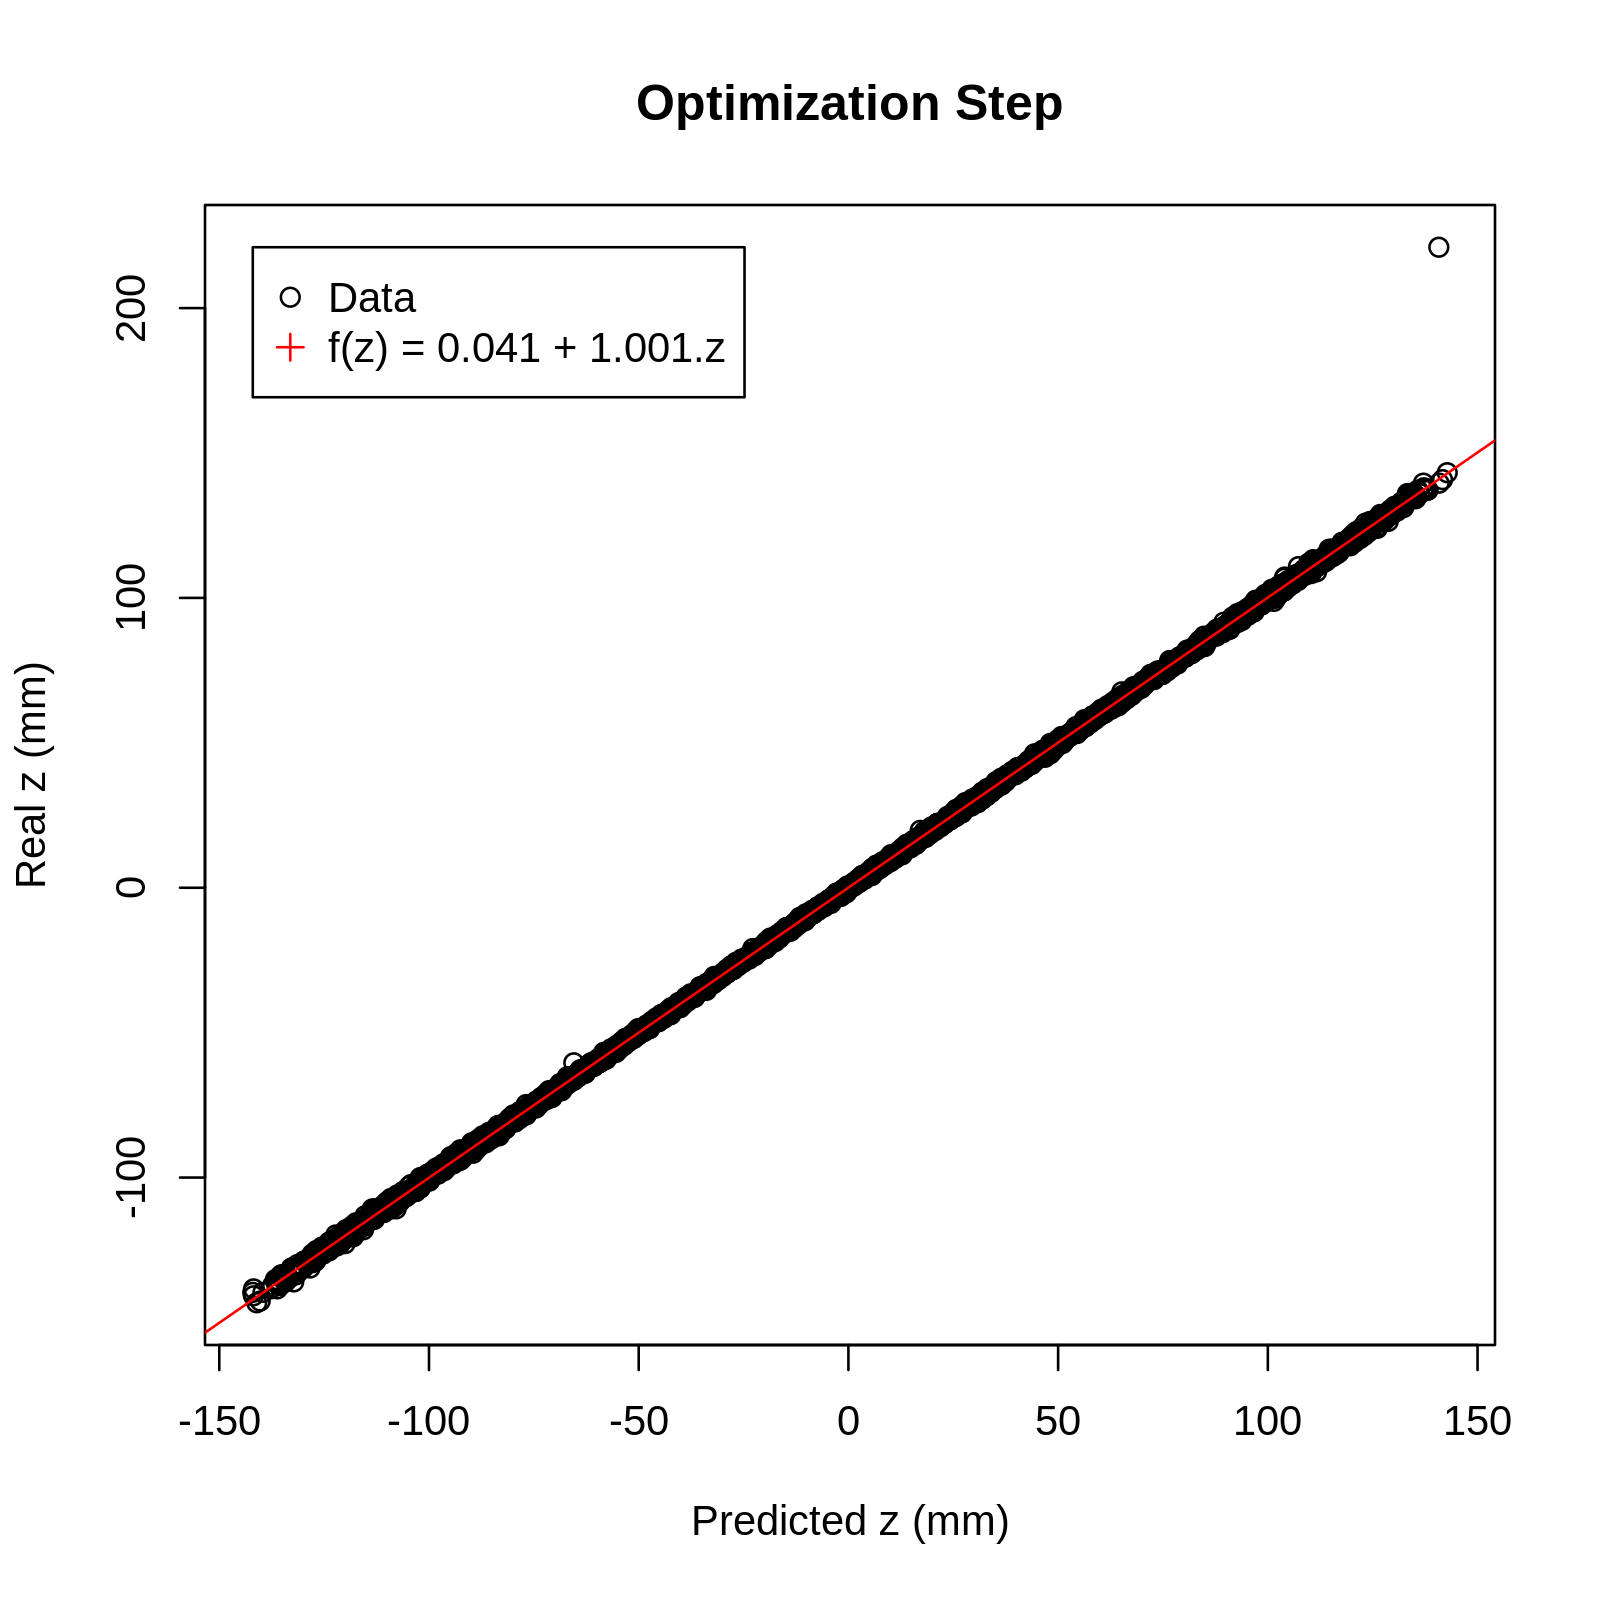 Optimization Step
Data
f(z) = 0.041 + 1.001.z
200
100
0
-100
Real z (mm)
-150
-100
-50
0
50
100
150
Predicted z (mm)